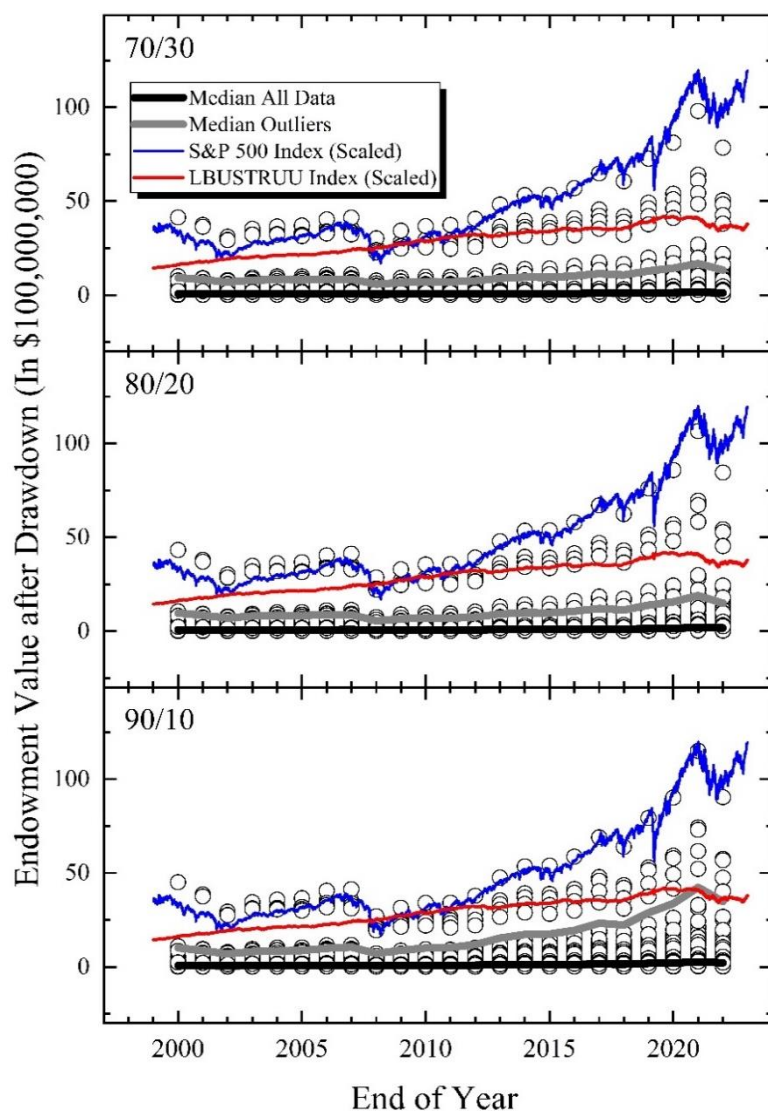 70/30
Median All Data
Median Outliers
S&P 500 Index (Scaled)
LBUSTRUU Index (Scaled)
100
50
0
80/20
100
50
0
90/10
100
50
0
2000 2005 2010 2015 2020
End of Year
Endowment Value after Drawdown (In $100,000,000)